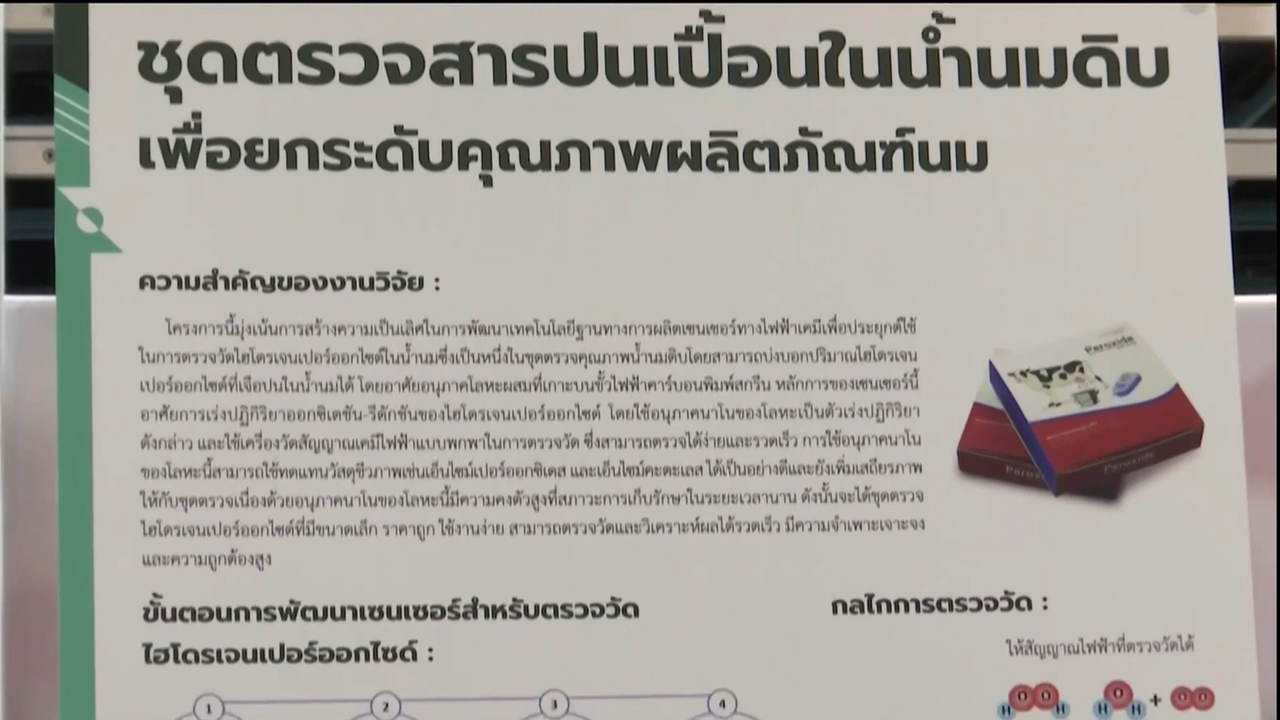 ชุดตรวจสารปนเปื้อนในน้ำนมดิบ
เพื่อยกระดับคุณภาพผลิตภัณฑ์นม
ความสำคัญของงานวิจัย :
โครงการนี้มุ่งเน้นการสร้างความเป็นเลิศในการพัฒนาเทคโนโลยีฐานทางการผลิตเซนเซอร์ทางไฟฟ้าเคมีเพื่อประยุกต์ใช้
ในการตรวจวัดไฮโดรเจนเปอร์ออกไซด์ในน้ำนมซึ่งเป็นหนึ่งในชุดตรวจคุณภาพน้ำนมดิบโดยสามารถบ่งบอกปริมาณไฮโดรเจน
เปอร์ออกไซด์ที่เจือปนในน้ำนมได้ โดยอาศัยอนุภาคโลหะผสมที่เกาะบนขั้วไฟฟ้าคาร์บอนพิมพ์สกรีน หลักการของเซนเซอร์นี้
อาศัยการเร่งปฏิกิริยาออกซิเดชัน-รีดักชันของไฮโดรเจนเปอร์ออกไซด์ โดยใช้อนุภาคนาโนของโลหะเป็นตัวเร่งปฏิกิริยา
ดังกล่าว และใช้เครื่องวัดสัญญาณเคมีไฟฟ้าแบบพกพาในการตรวจวัด ซึ่งสามารถตรวจได้ง่ายและรวดเร็ว การใช้อนุภาคนาโน
ของโลหะนี้สามารถใช้ทดแทนวัสดุชีวภาพเช่นเอ็นไซม์เปอร์ออกซิเดส และเอ็นไซม์คะตะเลส ได้เป็นอย่างดีและยังเพิ่มเสถียรภาพ
ให้กับชุดตรวจเนื่องด้วยอนุภาคนาโนของโลหะนี้มีความคงตัวสูงที่สภาวะการเก็บรักษาในระยะเวลานาน ดังนั้นจะได้ชุดตรวจ
ไฮโดรเจนเปอร์ออกไซด์ที่มีขนาดเล็ก ราคาถูก ใช้งานง่าย สามารถตรวจวัดและวิเคราะห์ผลได้รวดเร็ว มีความจำเพาะเจาะจง
และความถูกต้องสูง
Peroxide
Peroxide
ขั้นตอนการพัฒนาเซนเซอร์สำหรับตรวจวัด
ไฮโดรเจนเปอร์ออกไซด์ :
1 2 3 4
กลไกการตรวจวัด :
ให้สัญญาณไฟฟ้าที่ตรวจวัดได้
H O O H H O H + O O